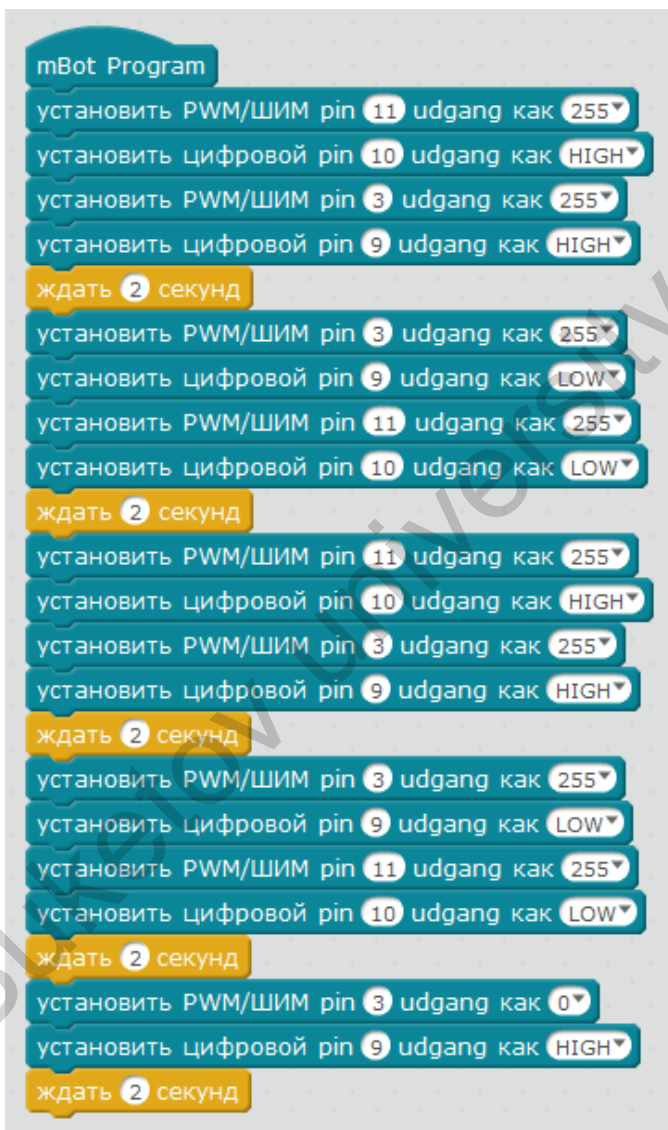 mBot Program
установить PWM/ШИМ pin 11 udgang как 255
установить цифровой pin 10 udgang как HIGH
установить PWM/ШИМ pin 3 udgang как 255
установить цифровой pin 9 udgang как HIGH
ждать 2 секунд
установить PWM/ШИМ pin 3 udgang как 255
установить цифровой pin 9 udgang как LOW
установить PWM/ШИМ pin 11 udgang как 255
установить цифровой pin 10 udgang как LOW
ждать 2 секунд
установить PWM/ШИМ pin 11 udgang как 255
установить цифровой pin 10 udgang как HIGH
установить PWM/ШИМ pin 3 udgang как 255
установить цифровой pin 9 udgang как HIGH
ждать 2 секунд
установить PWM/ШИМ pin 3 udgang как 255
установить цифровой pin 9 udgang как LOW
установить PWM/ШИМ pin 11 udgang как 255
установить цифровой pin 10 udgang как LOW
ждать 2 секунд
установить PWM/ШИМ pin 3 udgang как 0
установить цифровой pin 9 udgang как HIGH
ждать 2 секунд
uketov university